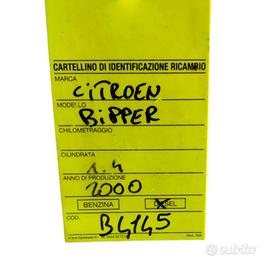 CARTELLINO DI IDENTIFICAZIONE RICAMBIO
MARCA
CITROEN
MODELLO
BIPPER
CHILOMETRAGGIO
CILINDRATA
1.4
ANNO DI PRODUZIONE
2000
BENZINA DIESEL
COD.
B4145
subito